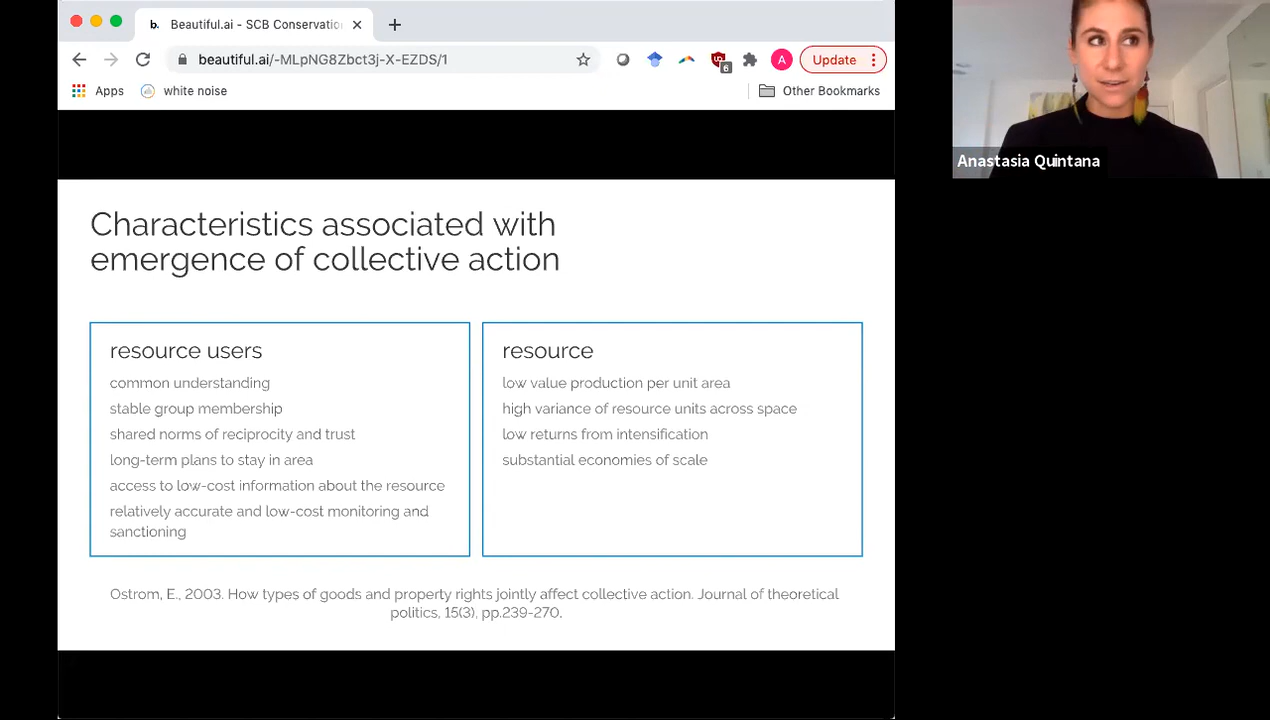 b. Beautiful.ai - SCB Conservatio
beautiful.ai/-MLpNG8Zbct3j-X-EZDS/1
6
A
Update
Apps
white noise
Other Bookmarks
Anastasia Quintana
Characteristics associated with
emergence of collective action
resource users
common understanding
stable group membership
shared norms of reciprocity and trust
long-term plans to stay in area
access to low-cost information about the resource
relatively accurate and low-cost monitoring and
sanctioning
resource
low value production per unit area
high variance of resource units across space
low returns from intensification
substantial economies of scale
Ostrom, E., 2003. How types of goods and property rights jointly affect collective action. Journal of theoretical
politics, 15(3), pp.239-270.